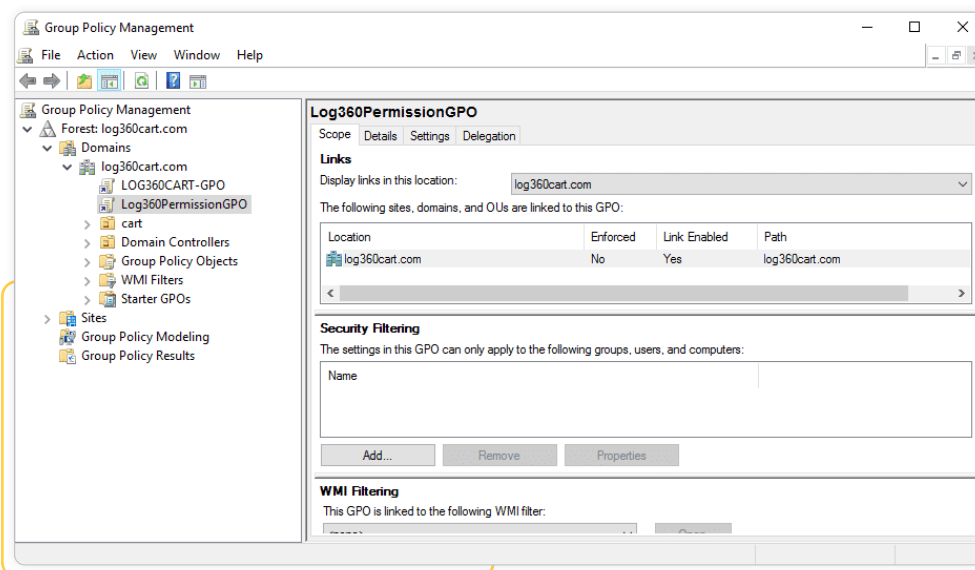 Group Policy Management
File Action View Window Help
Group Policy Management
Forest: log360cart.com
Domains
log360cart.com
LOG360CART-GPO
Log360PermissionGPO
cart
Domain Controllers
Group Policy Objects
WMI Filters
Starter GPOs
Sites
Group Policy Modeling
Group Policy Results
Log360PermissionGPO
Scope Details Settings Delegation
Links
Display links in this location: log360cart.com
The following sites, domains, and OUs are linked to this GPO:
Location Enforced Link Enabled Path
log360cart.com No Yes log360cart.com
Security Filtering
The settings in this GPO can only apply to the following groups, users, and computers:
Name
Add... Remove Properties
WMI Filtering
This GPO is linked to the following WMI filter: